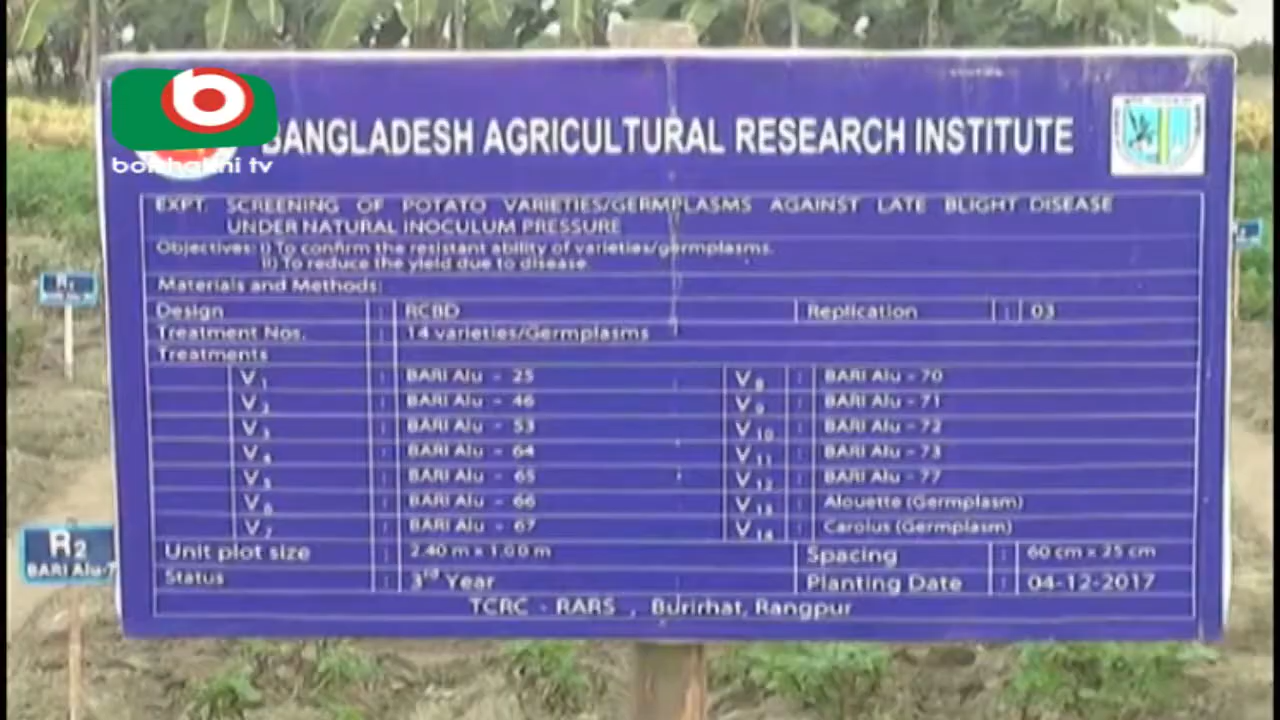 BANGLADESH AGRICULTURAL RESEARCH INSTITUTE
tv
EXPT. SCREENING OF POTATO VARIETIES/GERMPLASMS AGAINST LATE BLIGHT DISEASE
UNDER NATURAL INOCULUM PRESSURE
Objectives: i) To confirm the resistant ability of varieties/germplasms.
ii) To reduce the yield due to disease.
Materials and Methods:
Design : RCBD Replication : 03
Treatment Nos. : 14 varieties/Germplasms
Treatments
V1 : BARI Alu - 25 V8 : BARI Alu - 70
V2 : BARI Alu - 46 V9 : BARI Alu - 71
V3 : BARI Alu - 53 V10 : BARI Alu - 72
V4 : BARI Alu - 64 V11 : BARI Alu - 73
V5 : BARI Alu - 65 V12 : BARI Alu - 77
V6 : BARI Alu - 66 V13 : Alouette (Germplasm)
V7 : BARI Alu - 67 V14 : Carolus (Germplasm)
Unit plot size : 2.40 m x 1.00 m Spacing : 60 cm x 25 cm
Status : 3rd Year Planting Date : 04-12-2017
TCRC - RARS , Burirhat, Rangpur
R1
R2
BARI Alu-7